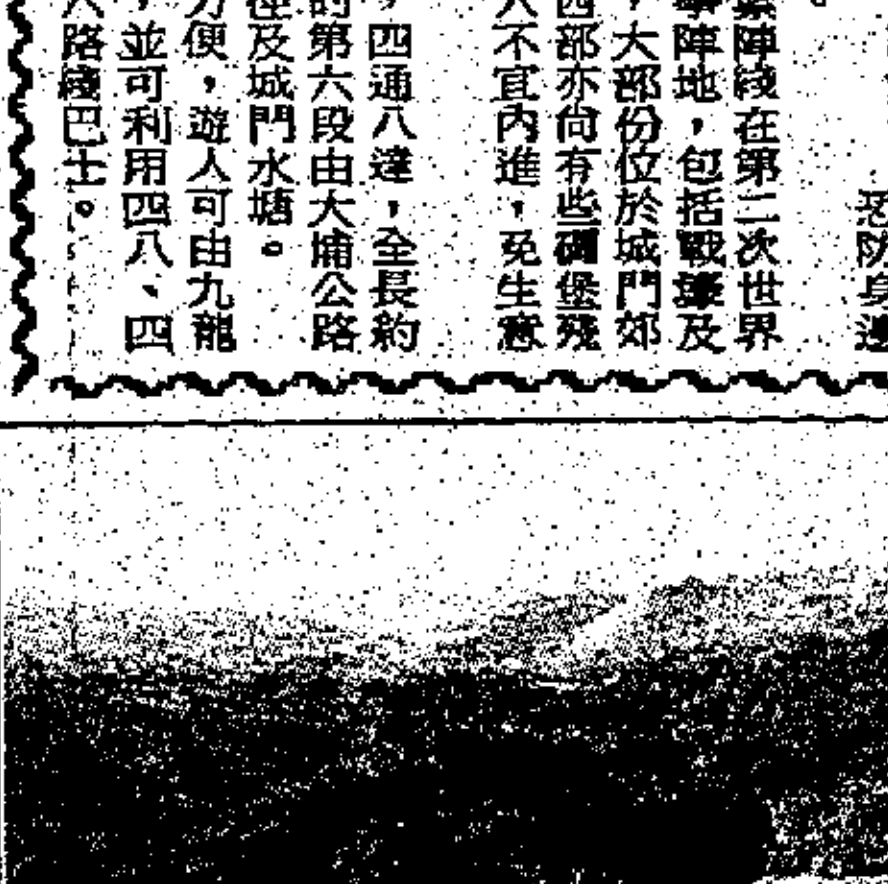 恐防身邊
。
陣綫在第二次世界
陣地，包括戰壕及
，大部份位於城門郊
西部亦尚有些碉堡殘
不宜內進，免生意
，四通八達，全長約
的第六段由大埔公路
徑及城門水塘。
方便，遊人可由九龍
，並可利用四八、四
八路綫巴士。